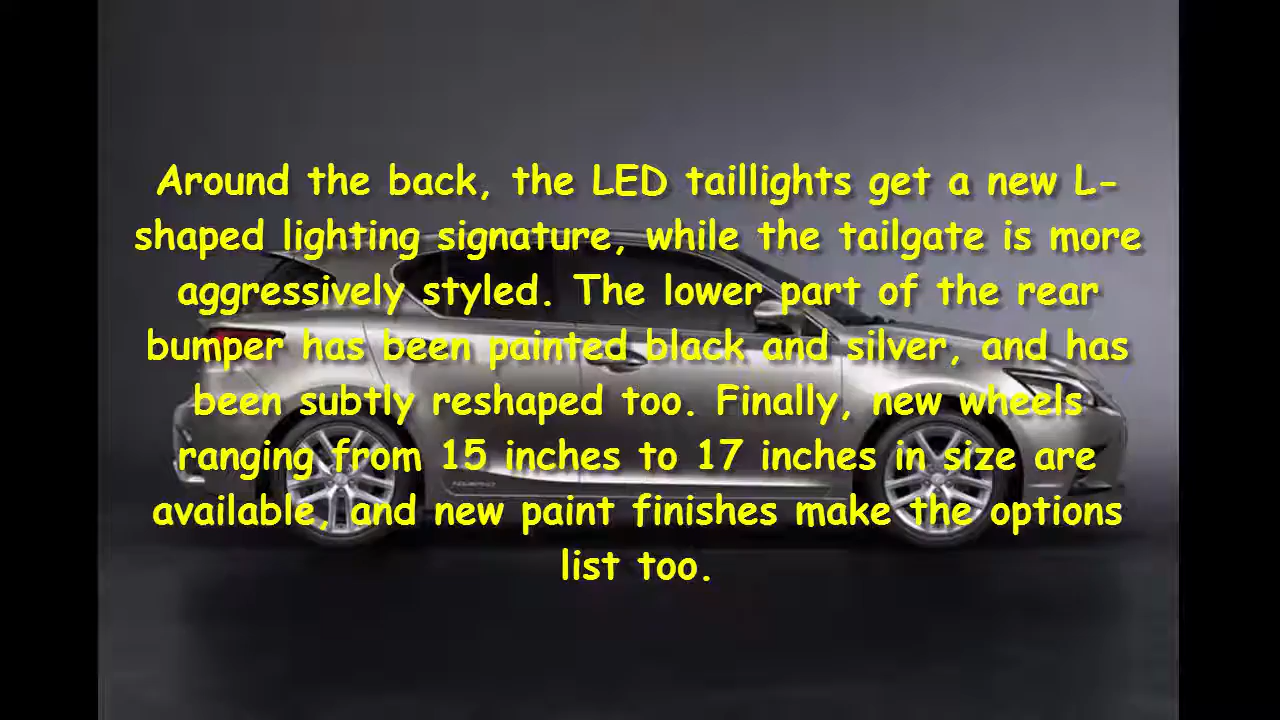 Around the back, the LED taillights get a new L-
shaped lighting signature, while the tailgate is more
aggressively styled. The lower part of the rear
bumper has been painted black and silver, and has
been subtly reshaped too. Finally, new wheels
ranging from 15 inches to 17 inches in size are
available, and new paint finishes make the options
list too.